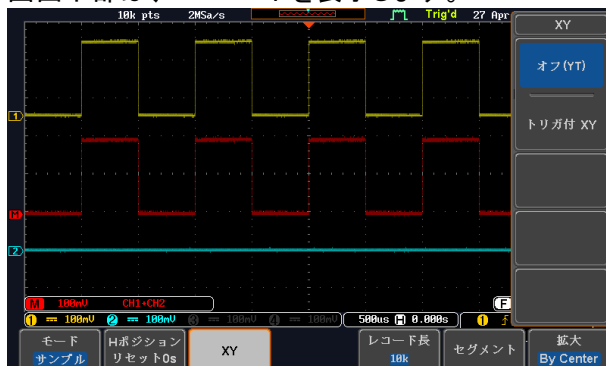 10k pts 2MSa/s Trig'd 27 Apr
XY
オフ(YT)
トリガ付 XY
1
M
2
M 100mV CH1+CH2
F
1 100mV 2 100mV 3 100mV 4 100mV 500us H 0.000s 1
モード サンプル
Hポジション リセット0s
XY
レコード長 10k
セグメント
拡大 By Center